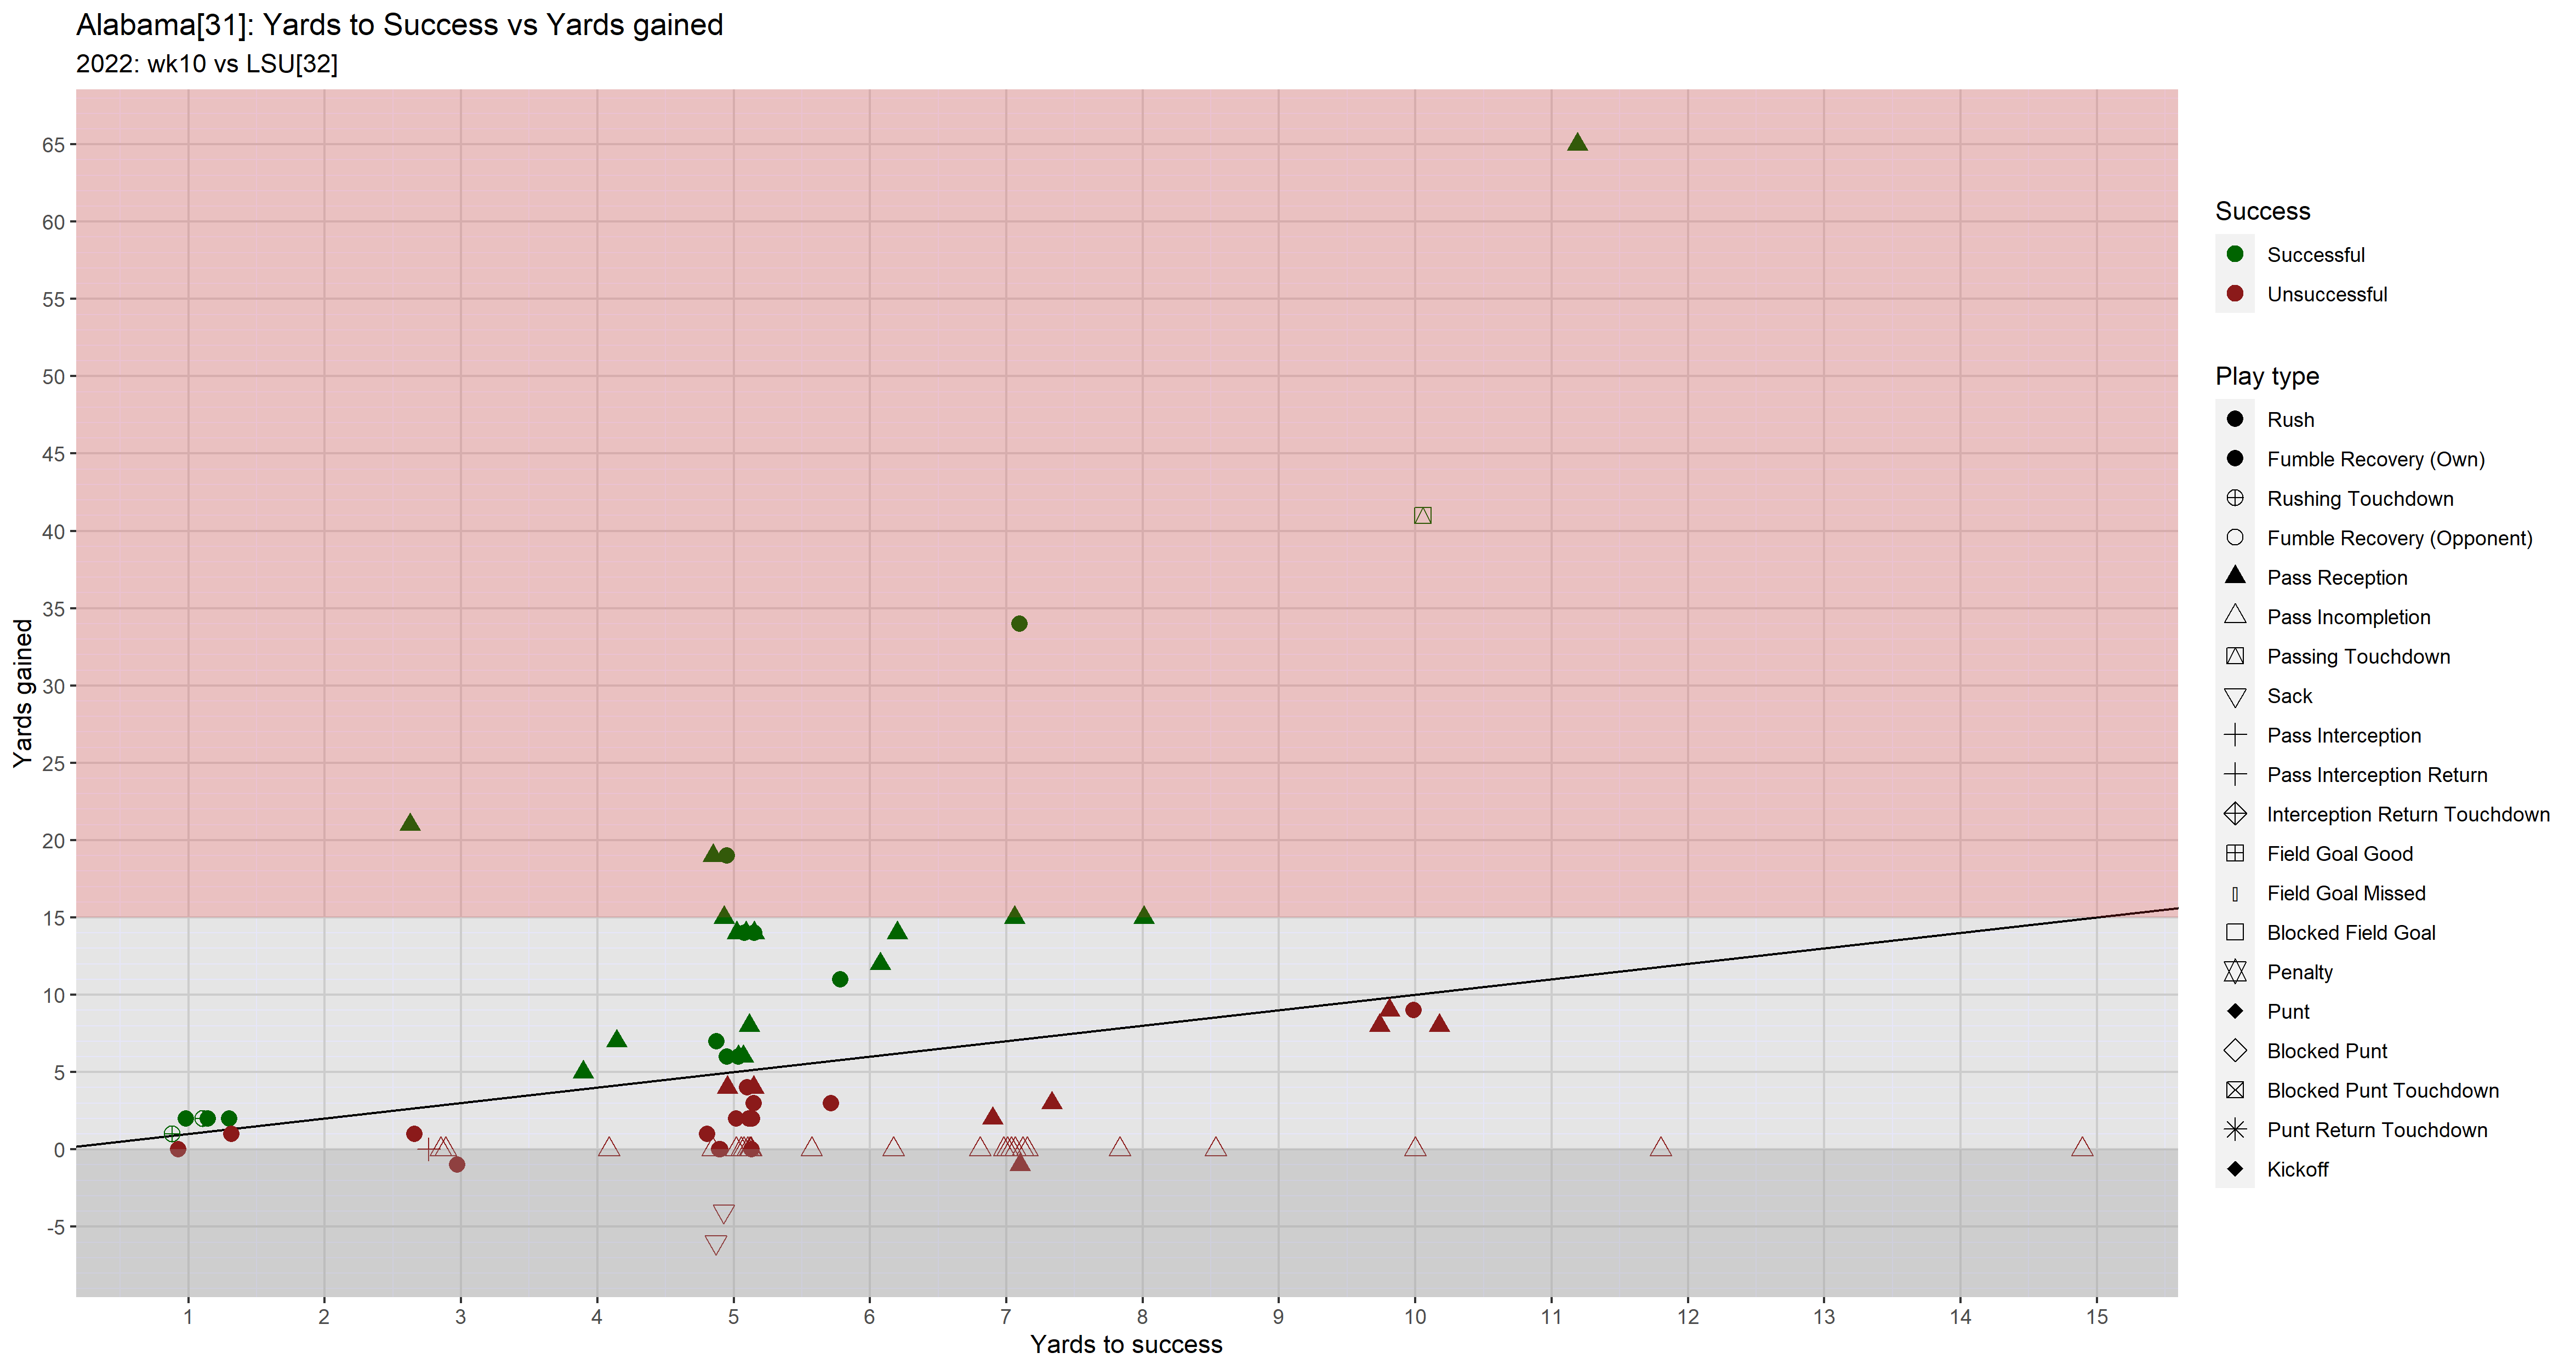 Alabama[31]: Yards to Success vs Yards gained
2022: wk10 vs LSU[32]
Yards gained
65
60
55
50
45
40
35
30
25
20
15
10
5
0
-5
1 2 3 4 5 6 7 8 9 10 11 12 13 14 15
Yards to success
Success
Successful
Unsuccessful
Play type
Rush
Fumble Recovery (Own)
Rushing Touchdown
Fumble Recovery (Opponent)
Pass Reception
Pass Incompletion
Passing Touchdown
Sack
Pass Interception
Pass Interception Return
Interception Return Touchdown
Field Goal Good
Field Goal Missed
Blocked Field Goal
Penalty
Punt
Blocked Punt
Blocked Punt Touchdown
Punt Return Touchdown
Kickoff